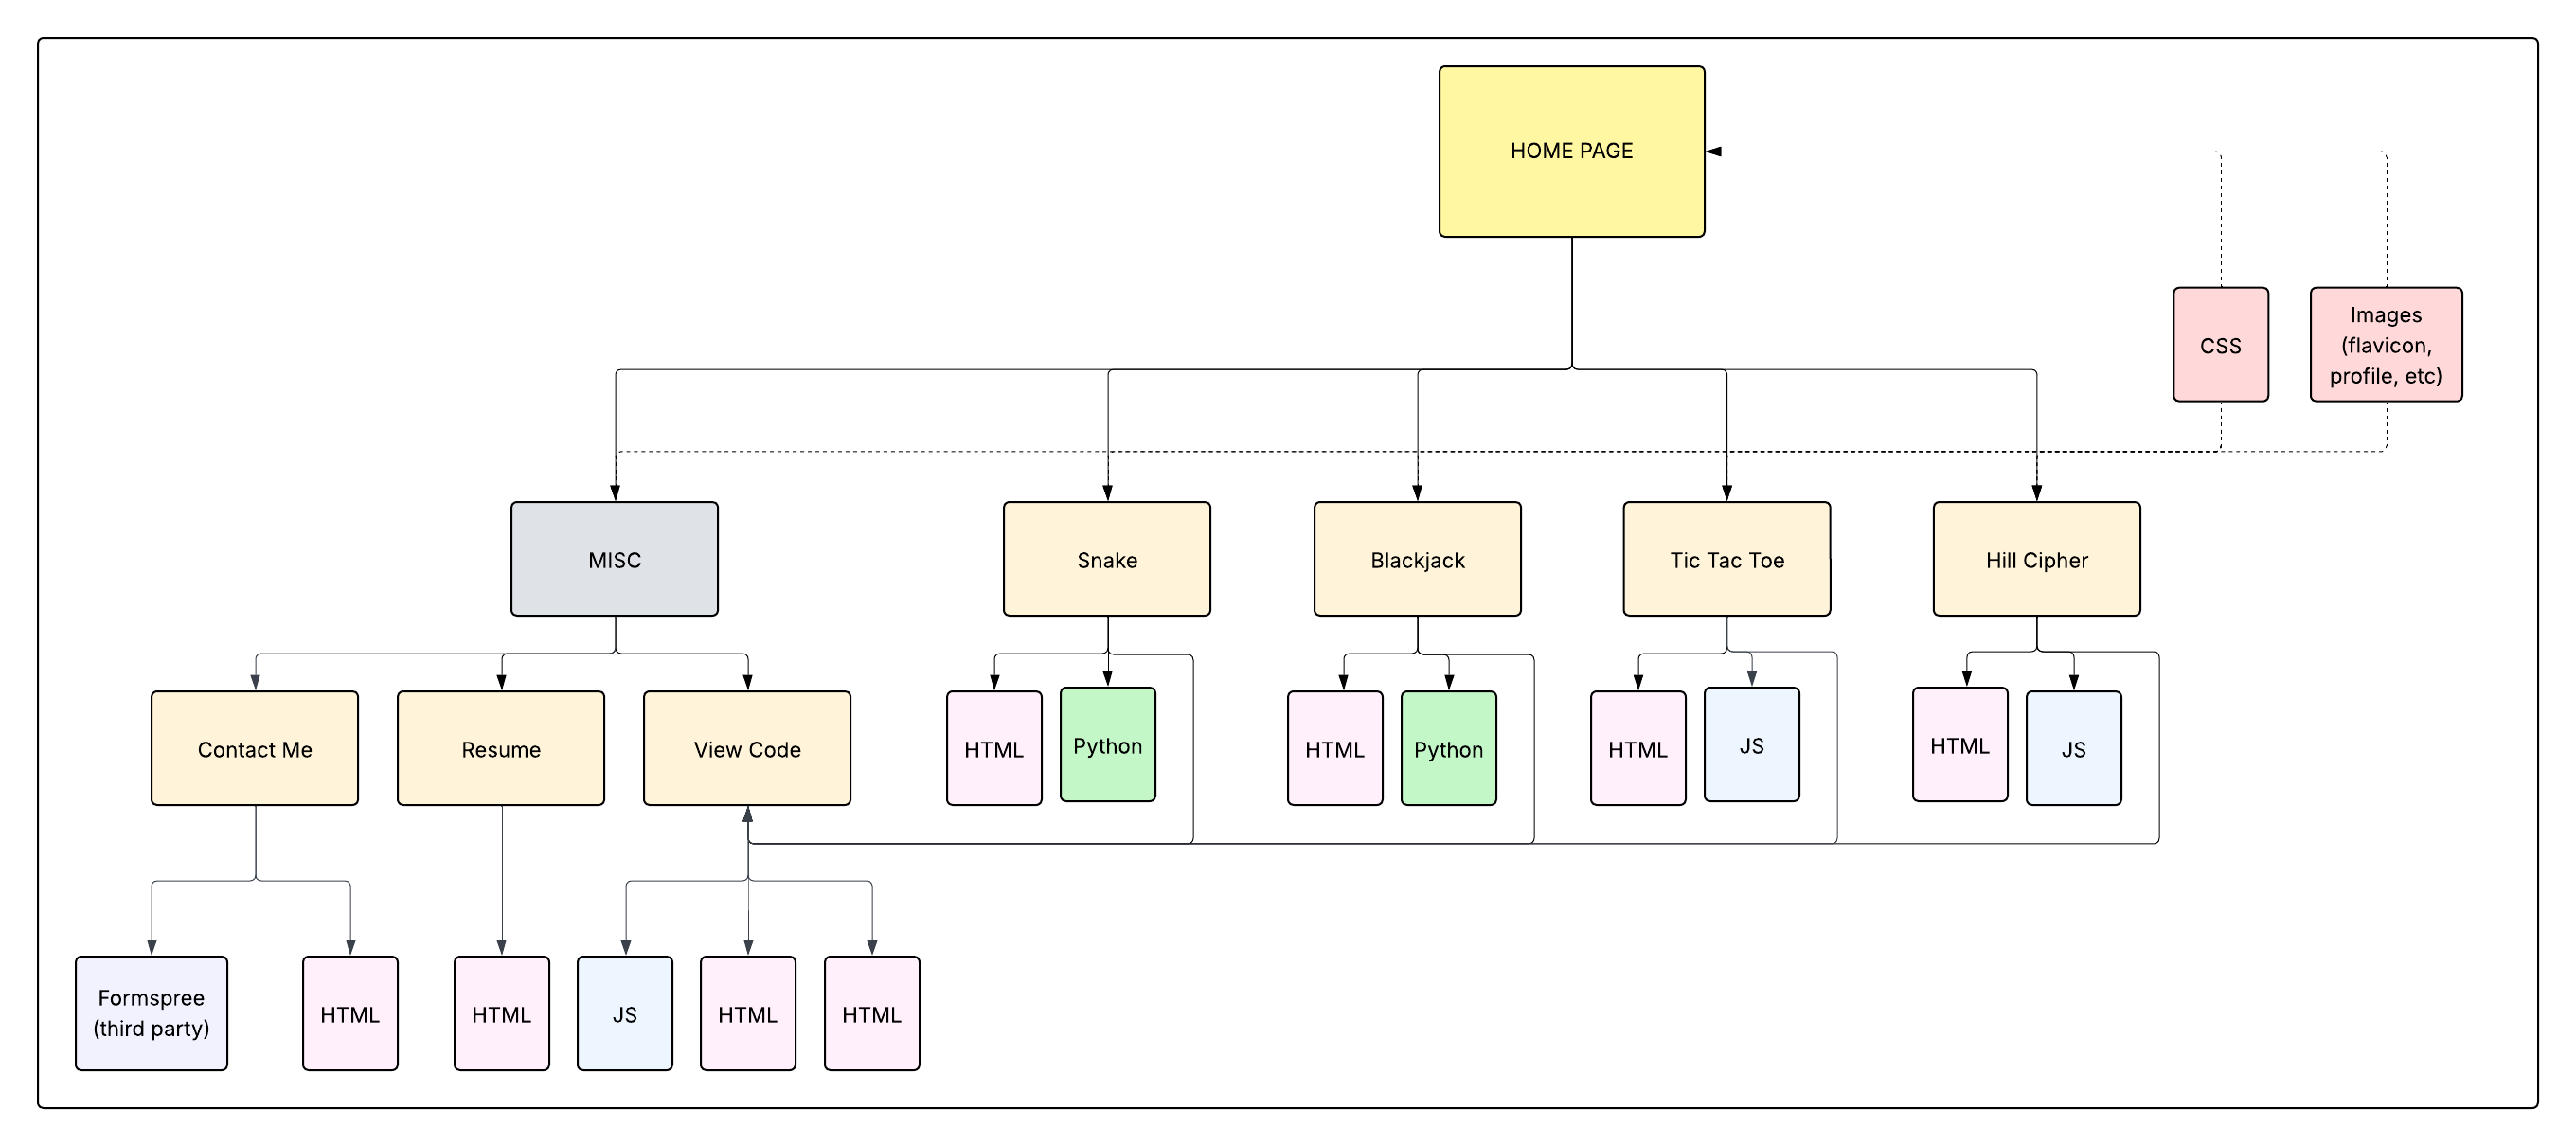 HOME PAGE
CSS
Images
(flavicon,
profile, etc)
MISC
Snake
Blackjack
Tic Tac Toe
Hill Cipher
Contact Me
Resume
View Code
HTML
Python
HTML
Python
HTML
JS
HTML
JS
Formspree
(third party)
HTML
HTML
JS
HTML
HTML